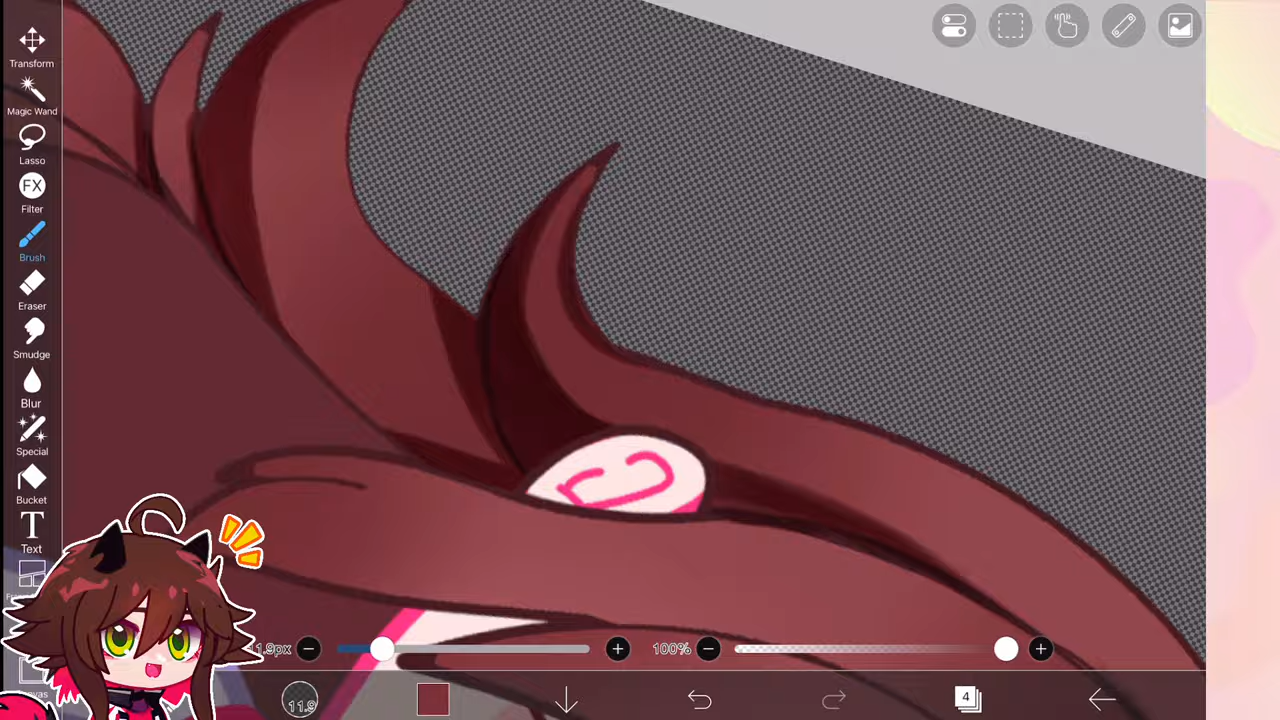 Transform
Magic Wand
Lasso
FX
Filter
Brush
Eraser
Smudge
Blur
Special
Bucket
T
Text
11.9px
100%
11.9
4